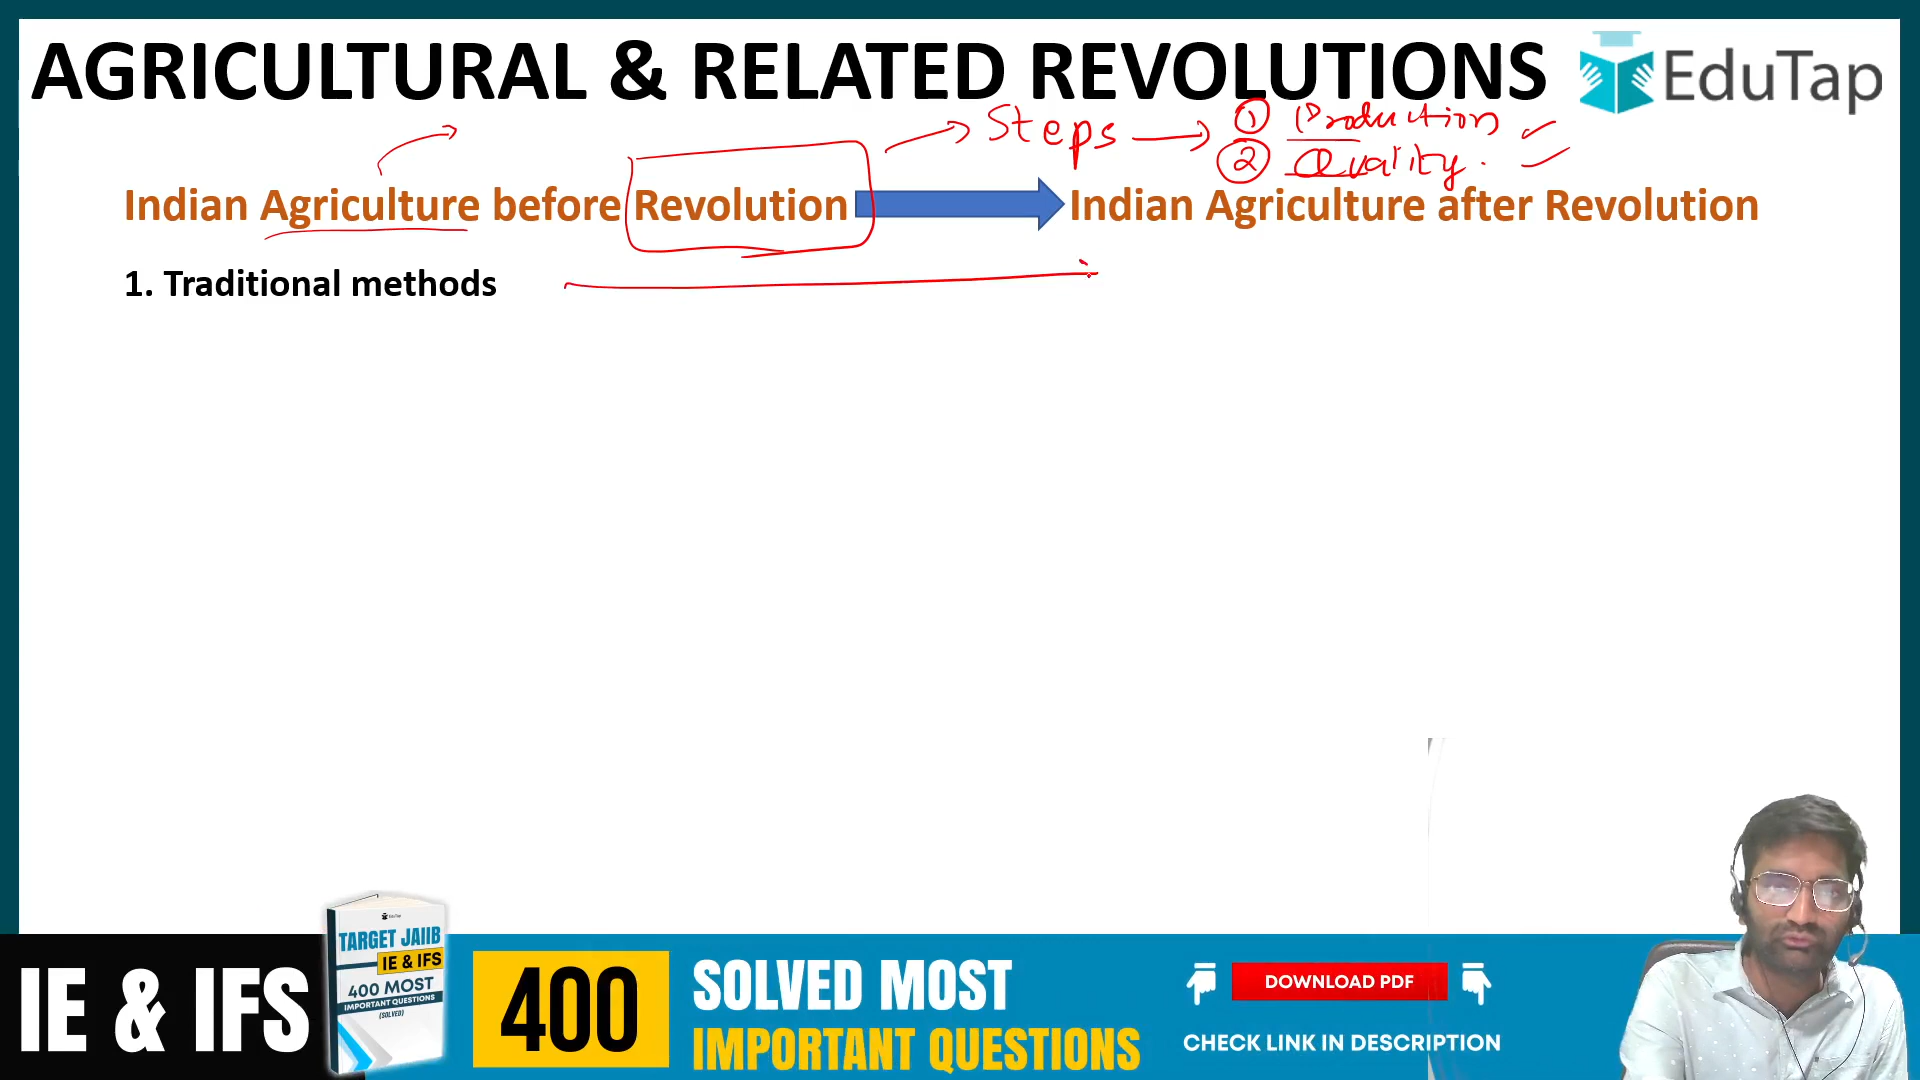 AGRICULTURAL & RELATED REVOLUTIONS
EduTap
Steps
1 Production
2 Quality.
Indian Agriculture before Revolution
Indian Agriculture after Revolution
1. Traditional methods
EduTap
TARGET JAIIB
IE & IFS
400 MOST
IMPORTANT QUESTIONS
(SOLVED)
IE & IFS
400
SOLVED MOST
IMPORTANT QUESTIONS
DOWNLOAD PDF
CHECK LINK IN DESCRIPTION